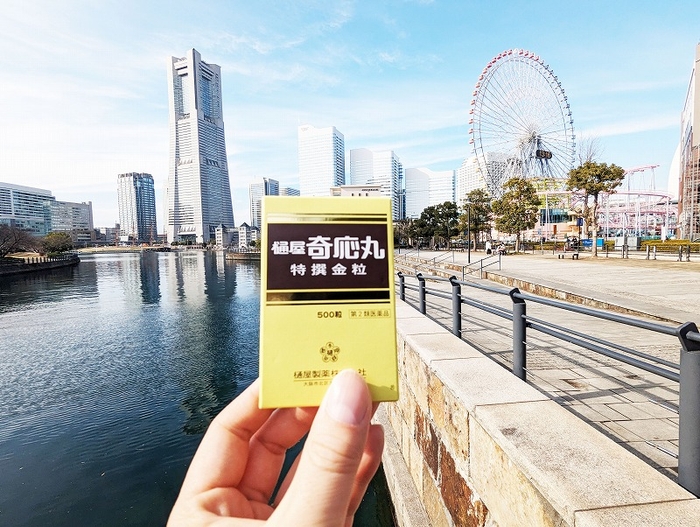 樋屋奇応丸
特撰金粒
500粒 第2類医薬品
樋屋製薬株式会社